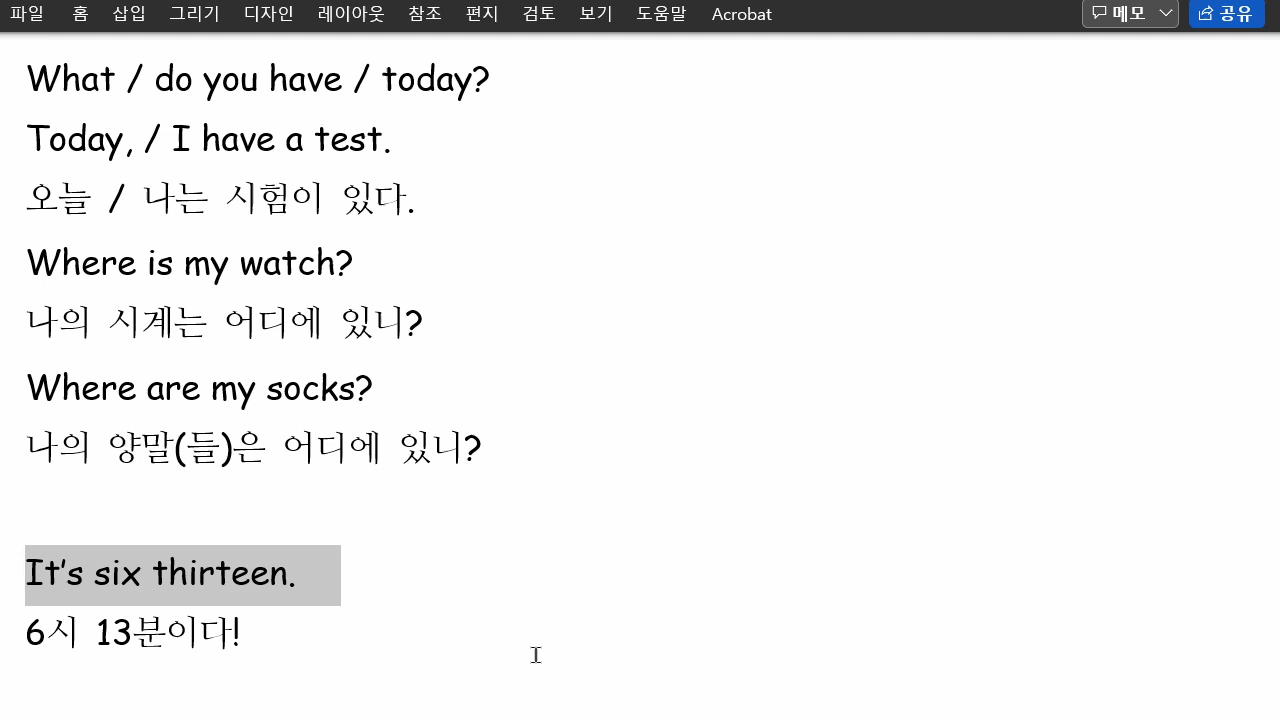 파일 홈 삽입 그리기 디자인 레이아웃 참조 편지 검토 보기 도움말 Acrobat 메모 공유
What / do you have / today?
Today, / I have a test.
오늘 / 나는 시험이 있다.
Where is my watch?
나의 시계는 어디에 있니?
Where are my socks?
나의 양말(들)은 어디에 있니?
It's six thirteen.
6시 13분이다!